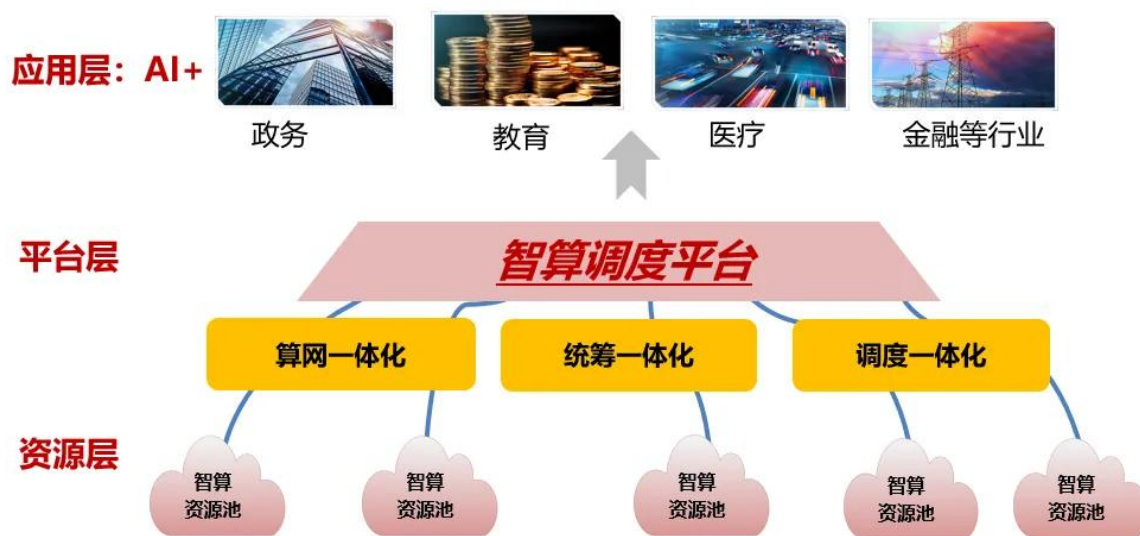 应用层：AI+
政务
教育
医疗
金融等行业
平台层
智算调度平台
算网一体化
统筹一体化
调度一体化
资源层
智算
资源池
智算
资源池
智算
资源池
智算
资源池
智算
资源池